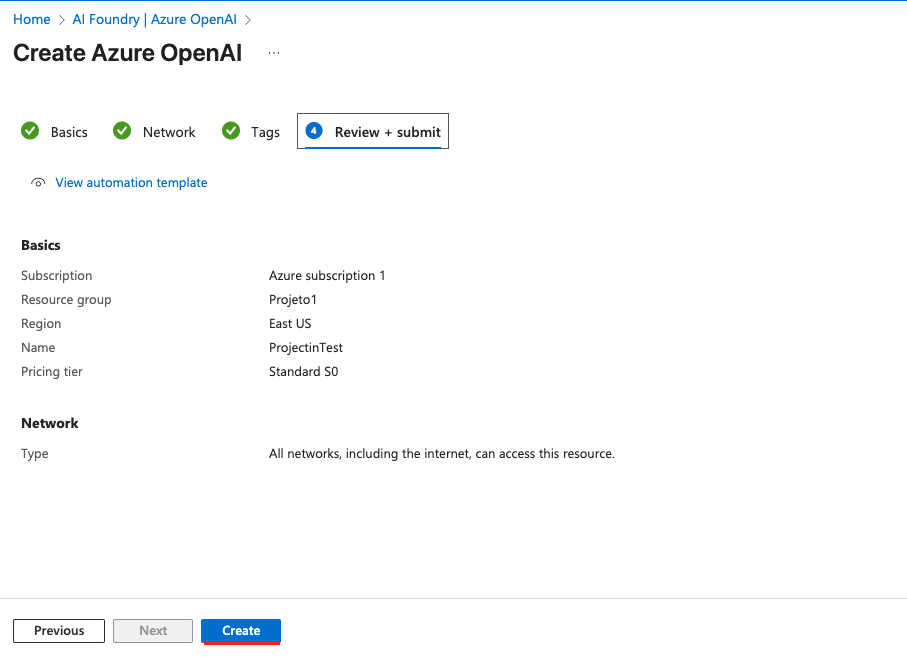 Home > AI Foundry | Azure OpenAI >
Create Azure OpenAI ...
Basics Network Tags 4 Review + submit
View automation template
Basics
Subscription Azure subscription 1
Resource group Projeto1
Region East US
Name ProjectinTest
Pricing tier Standard S0
Network
Type All networks, including the internet, can access this resource.
Previous Next Create